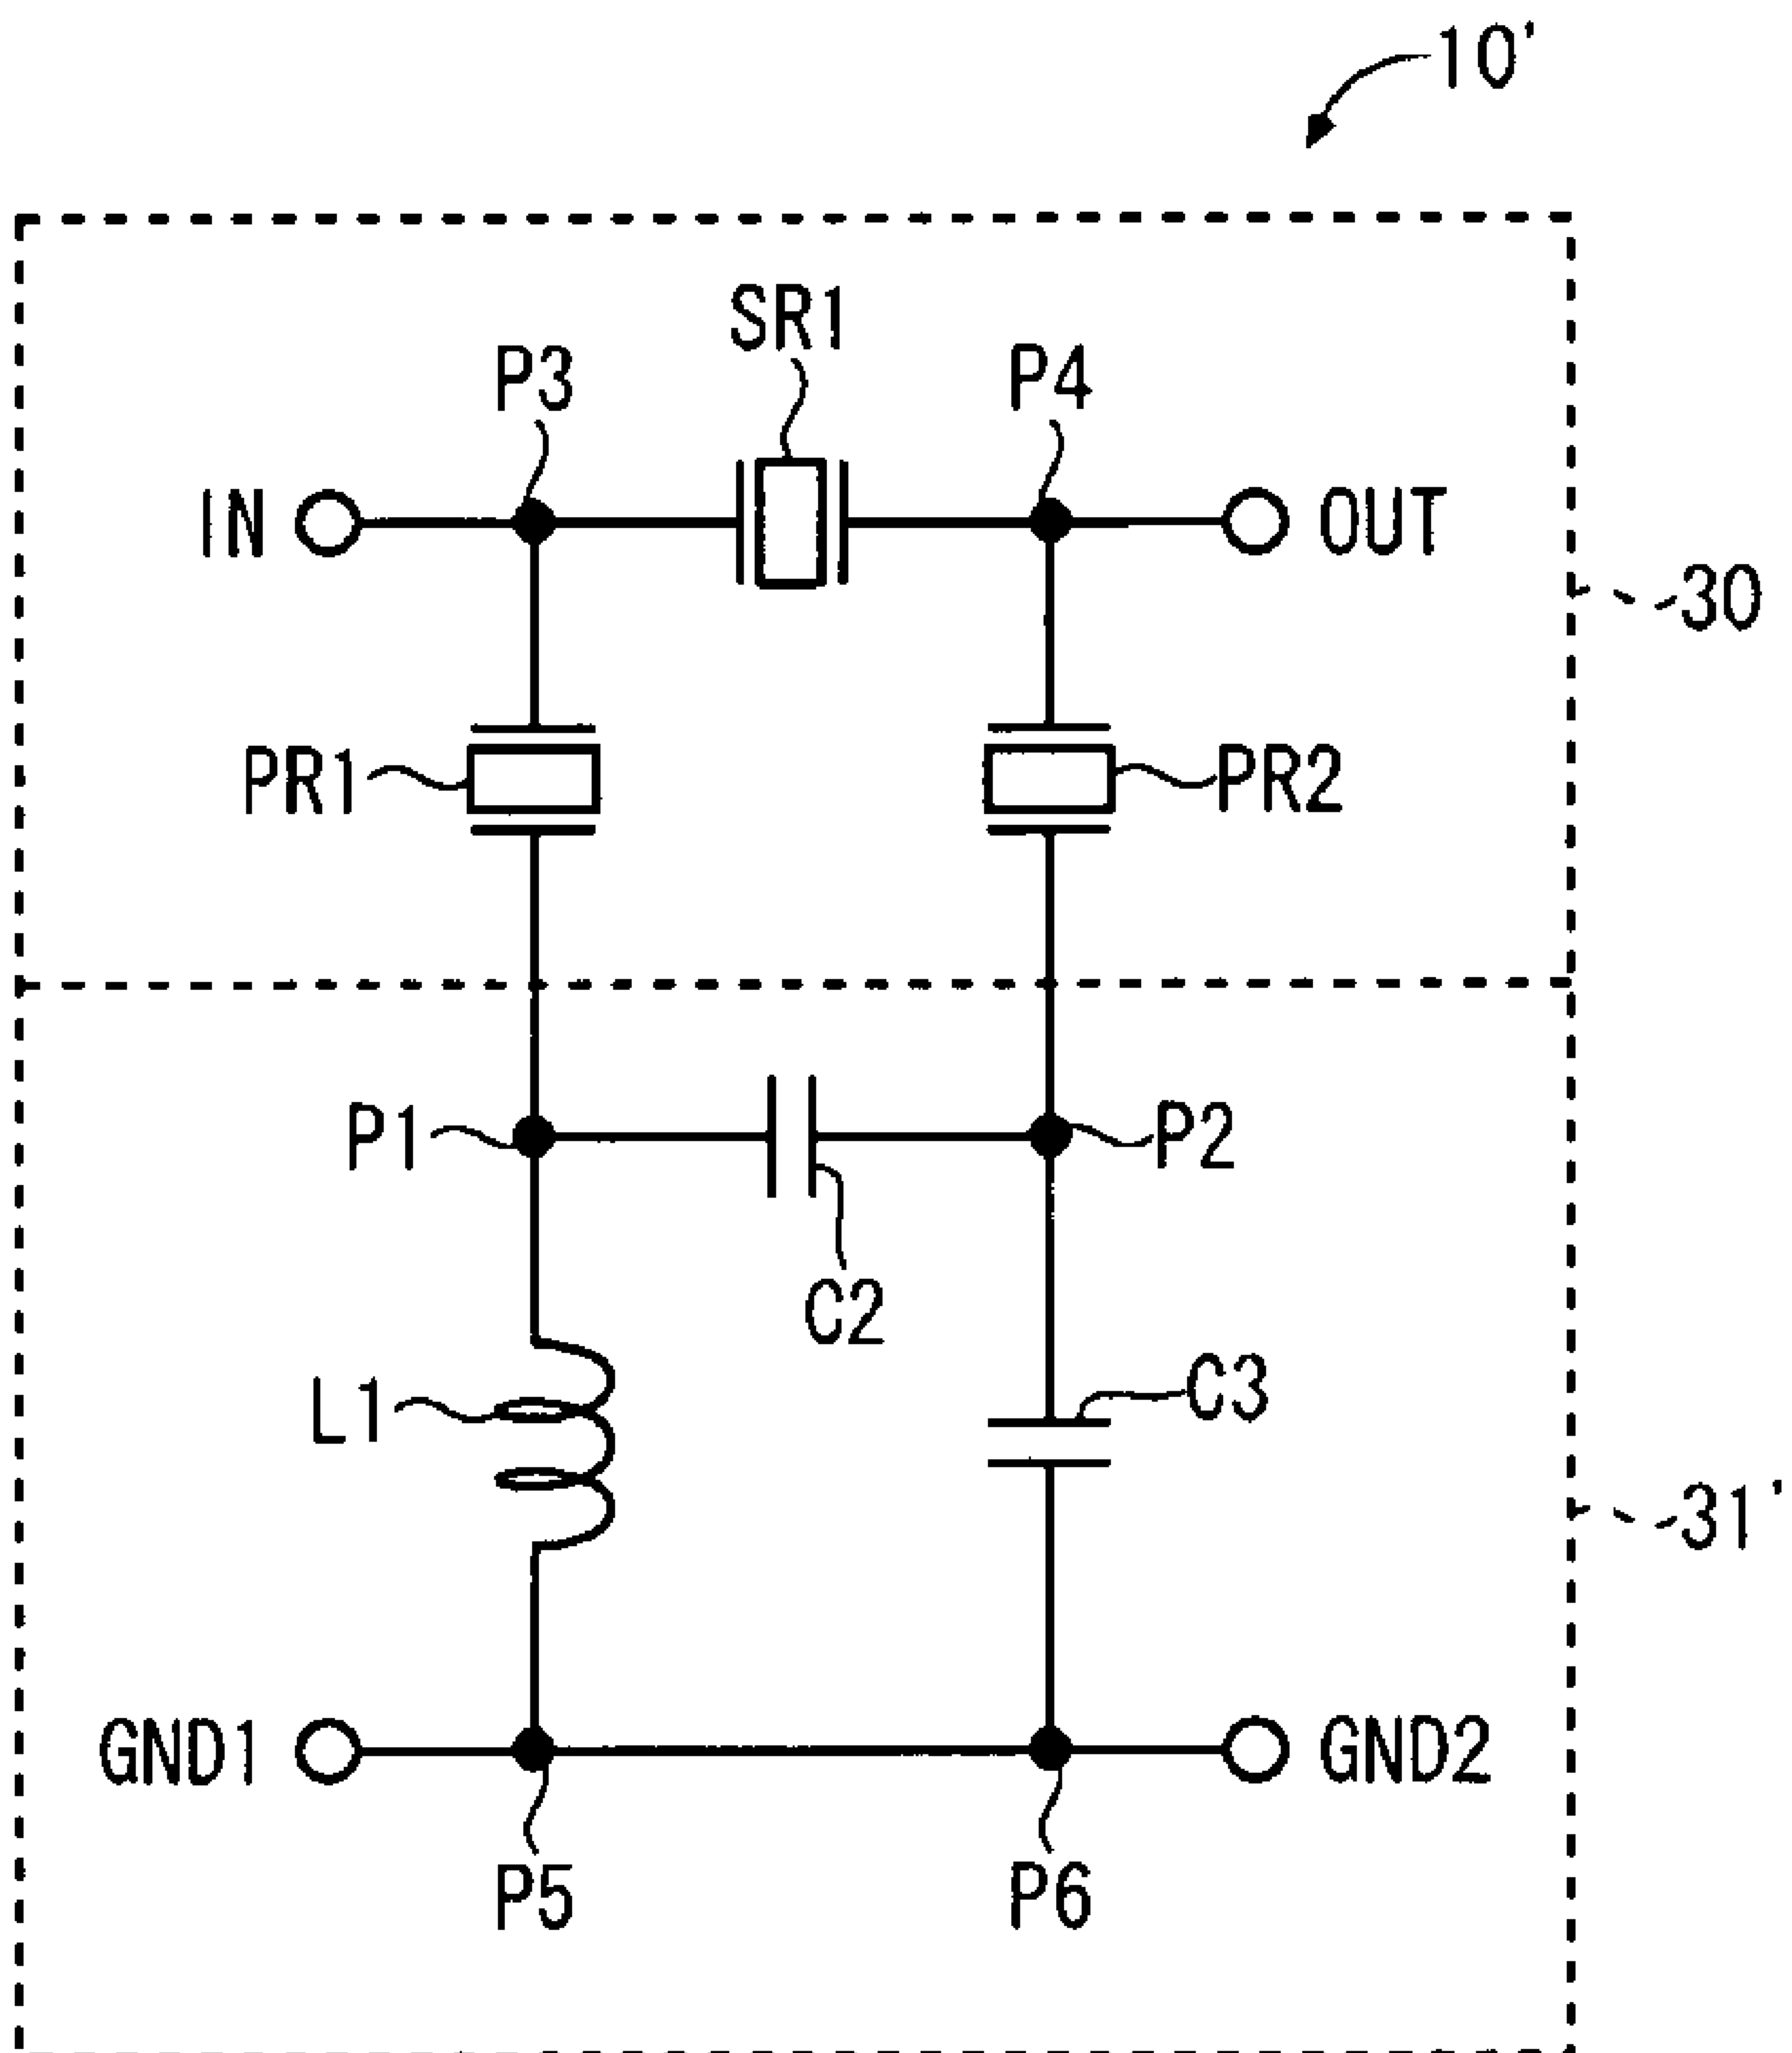 10'
SR1
P3
P4
IN
OUT
30
PR1
PR2
P1
P2
C2
L1
C3
31'
GND1
GND2
P5
P6